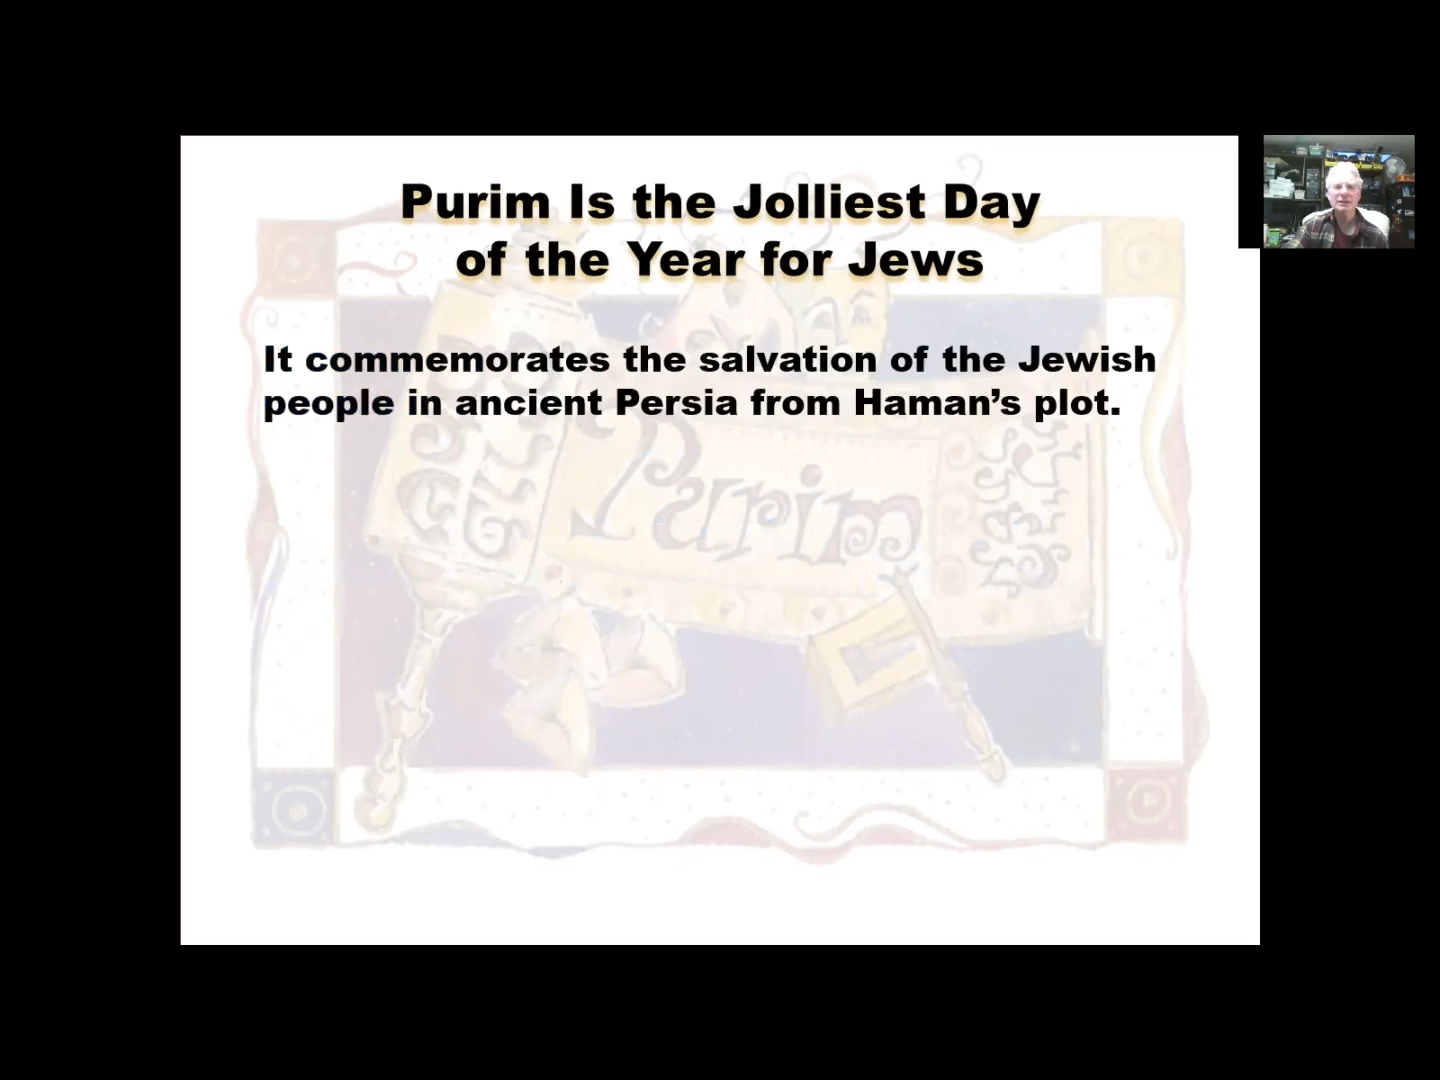 Purim Is the Jolliest Day
of the Year for Jews
It commemorates the salvation of the Jewish
people in ancient Persia from Haman’s plot.
Purim